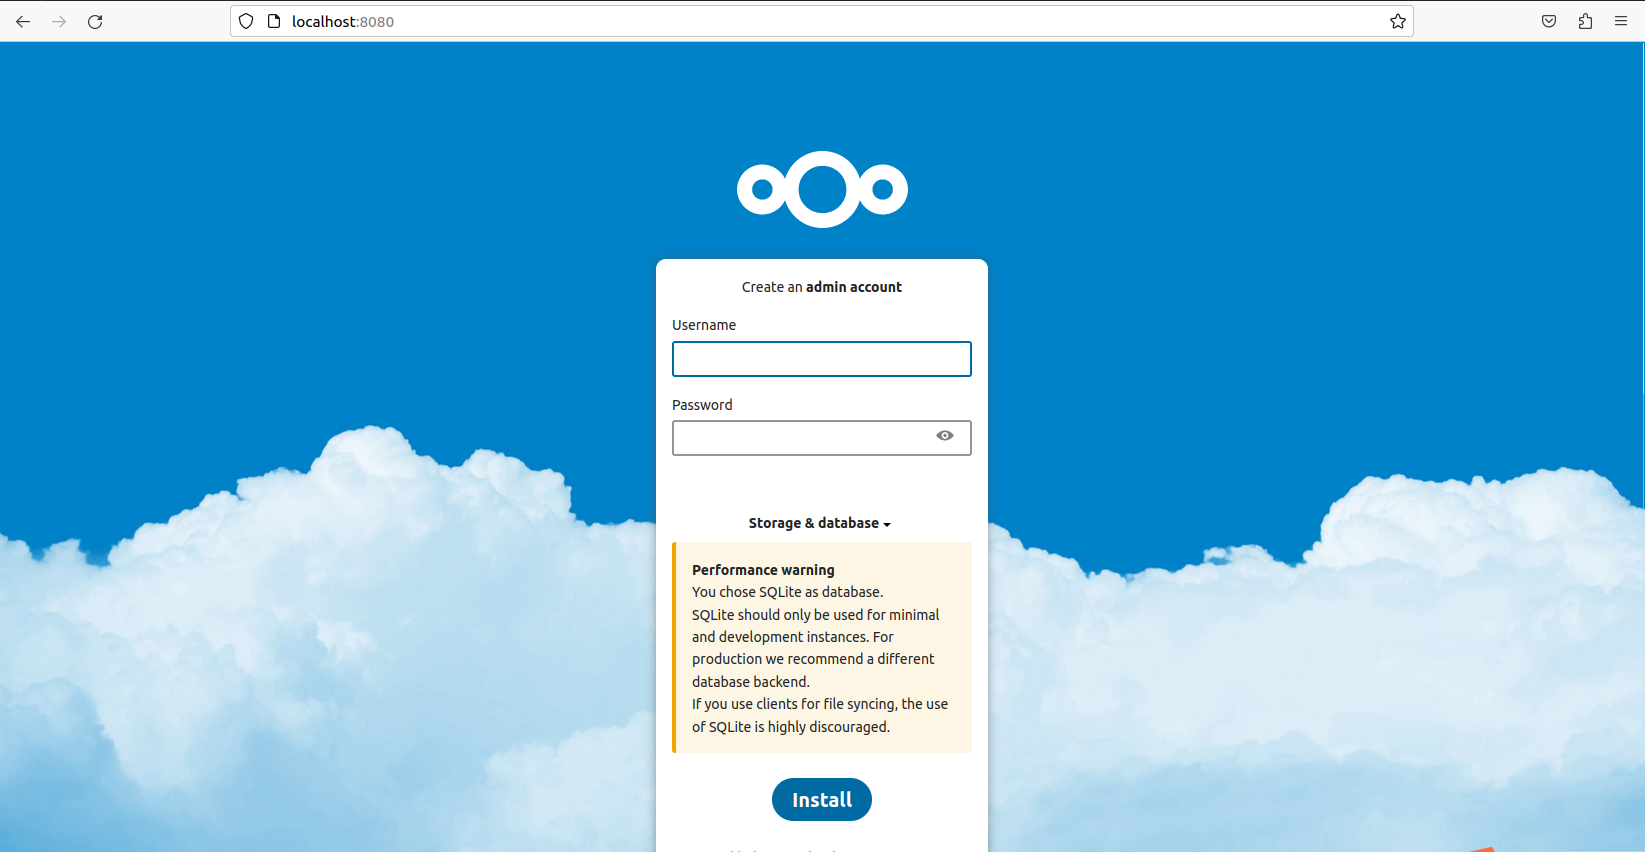 localhost:8080
Create an admin account
Username
Password
Storage & database
Performance warning
You chose SQLite as database.
SQLite should only be used for minimal
and development instances. For
production we recommend a different
database backend.
If you use clients for file syncing, the use
of SQLite is highly discouraged.
Install